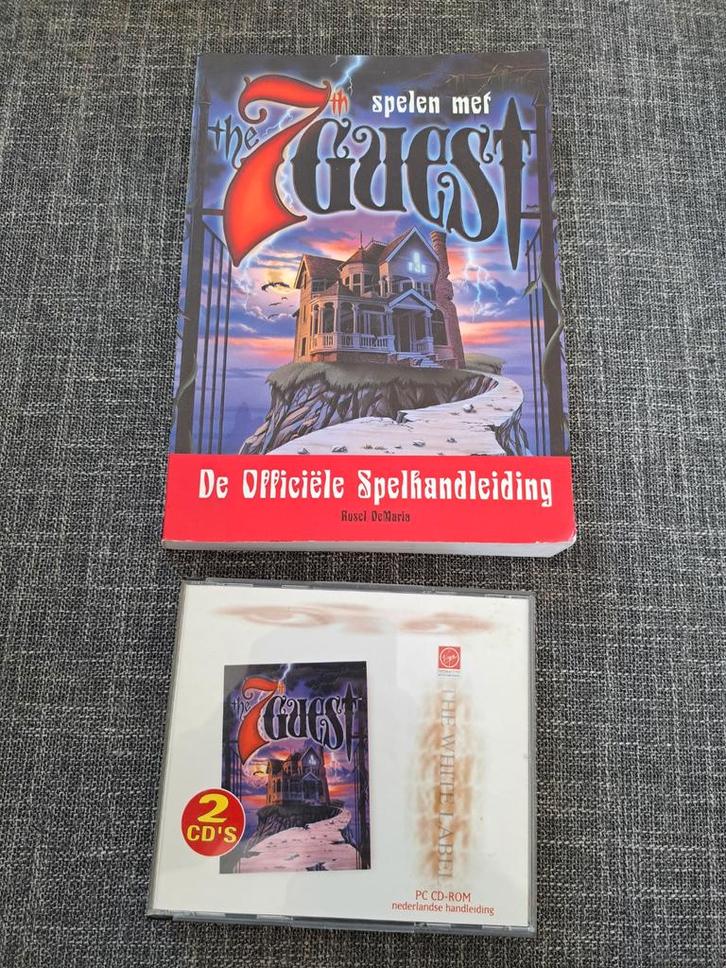 spelen met
the 7th
Guest
De Officiële Spelhandleiding
Rusel DeMaria
Virgin
the 7th
Guest
THE WHITE LABEL
2
CD'S
PC CD-ROM
nederlandse handleiding